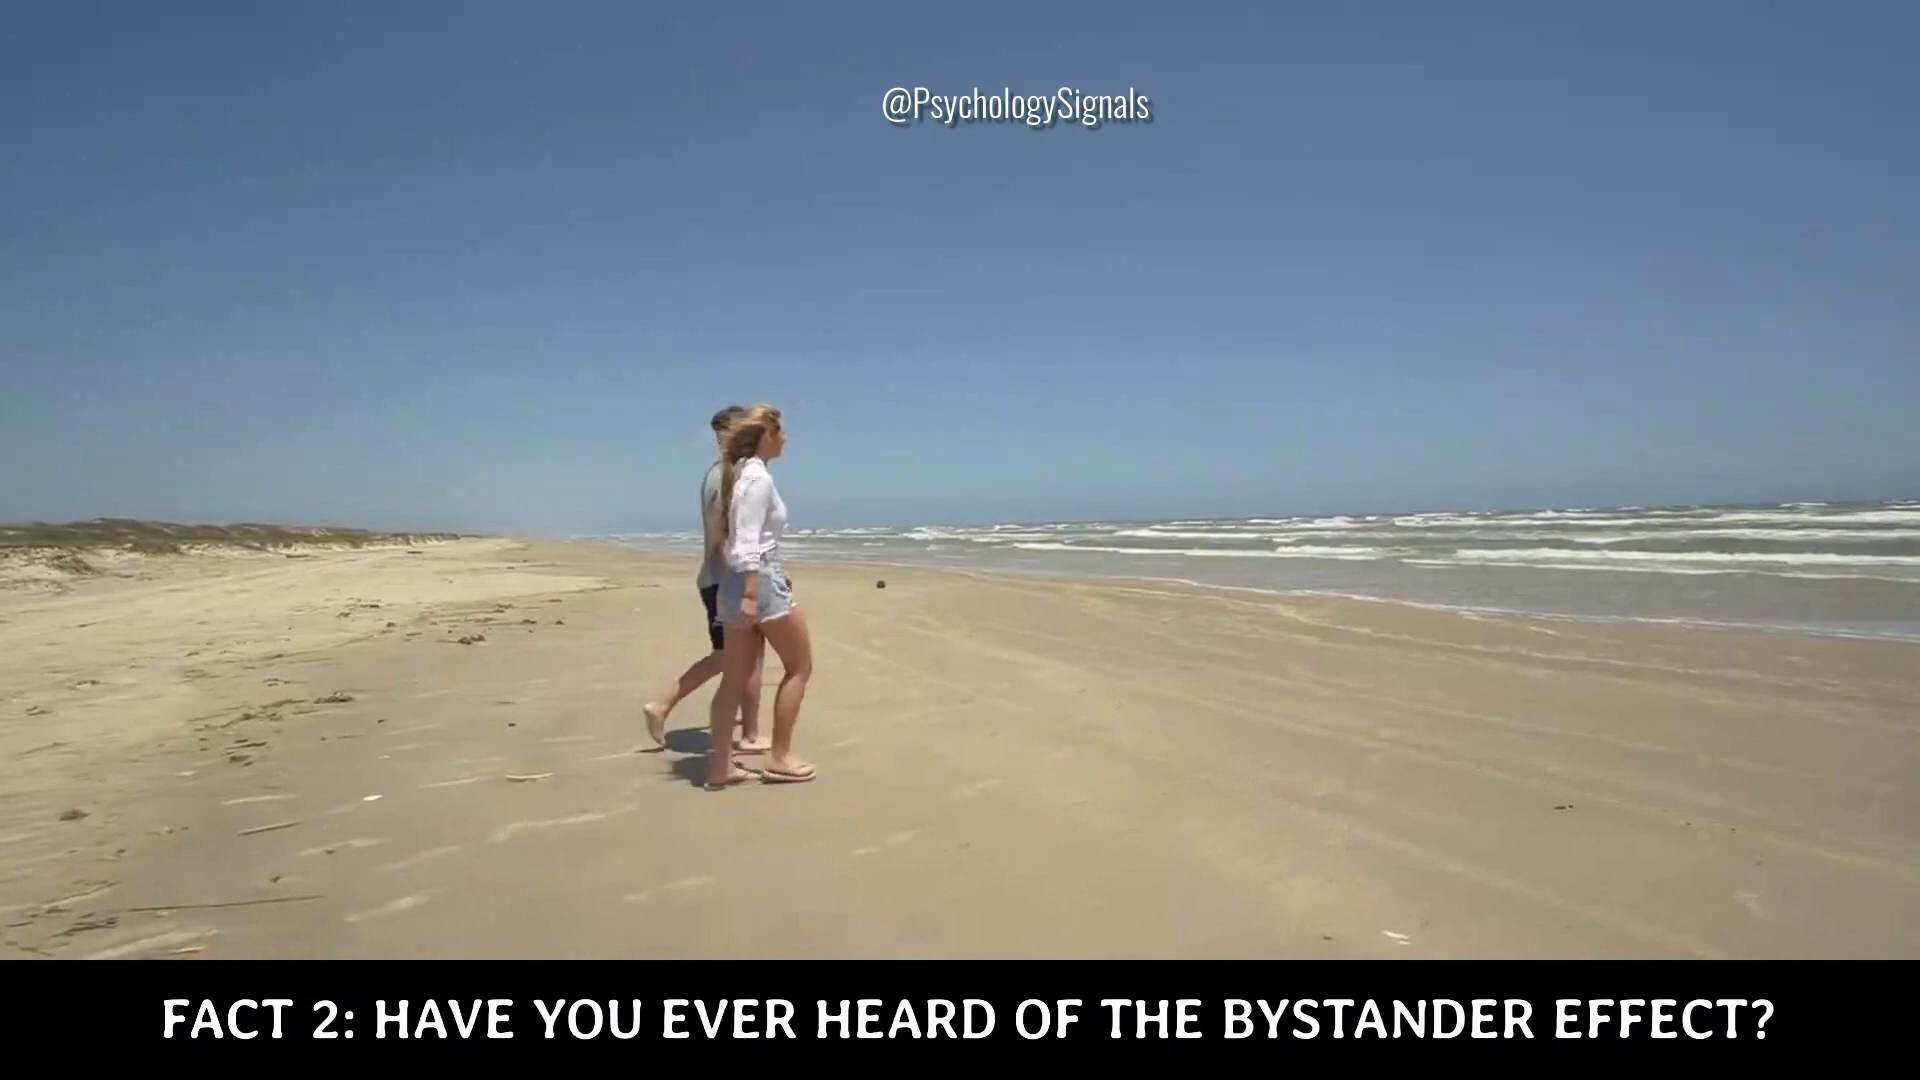 @PsychologySignals
FACT 2: HAVE YOU EVER HEARD OF THE BYSTANDER EFFECT?